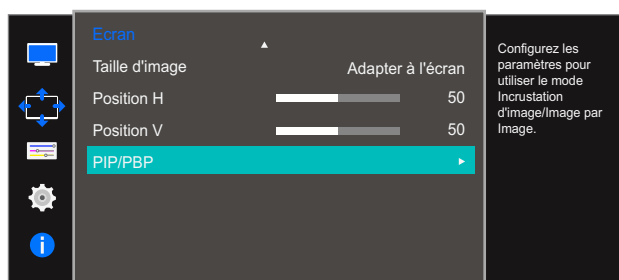 Ecran
Taille d'image
Adapter à l'écran
Position H
50
Position V
50
PIP/PBP
Configurez les
paramètres pour
utiliser le mode
Incrustation
d'image/Image par
Image.
i